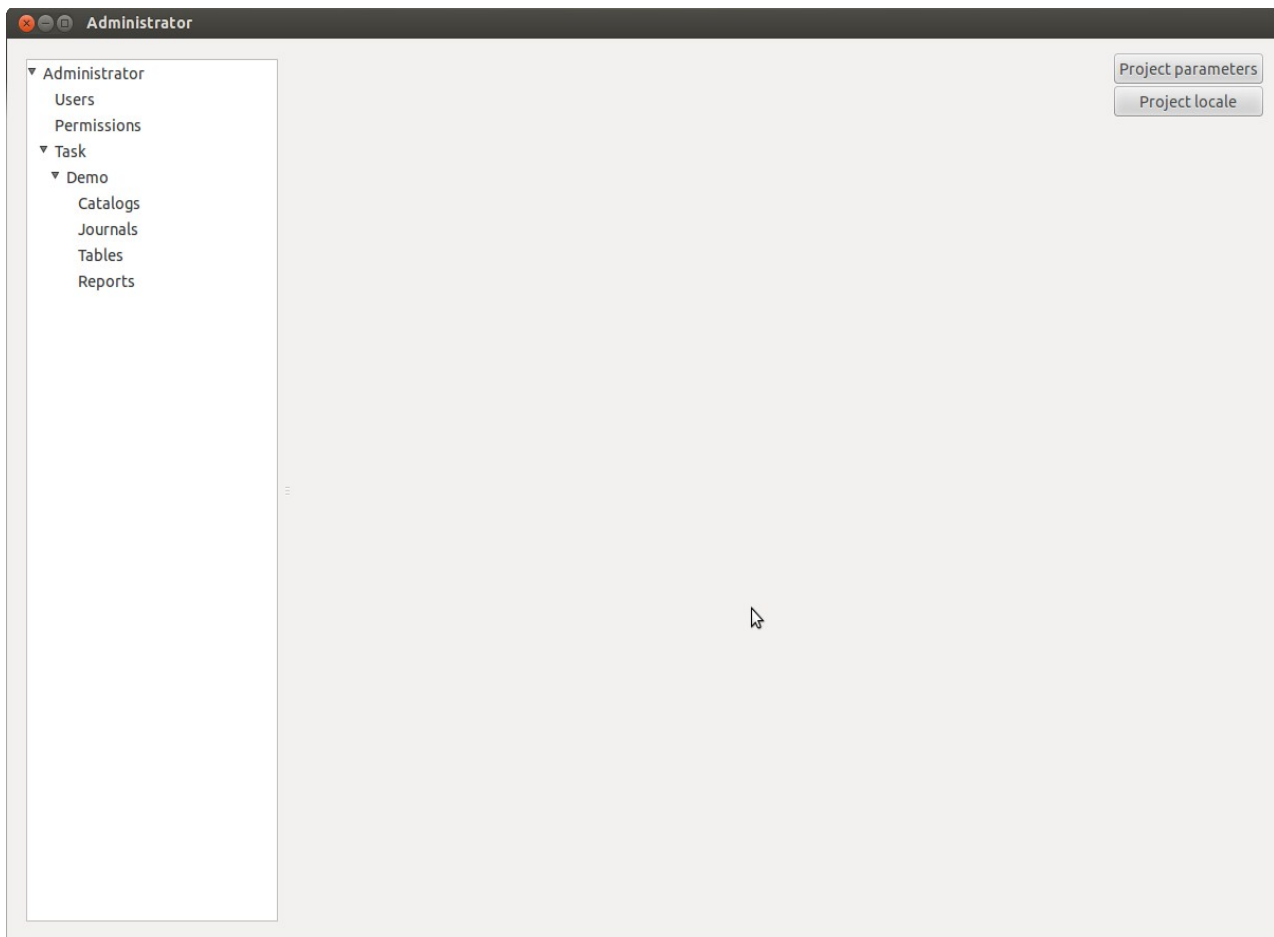 Administrator
Administrator
Users
Permissions
Task
Demo
Catalogs
Journals
Tables
Reports
Project parameters
Project locale